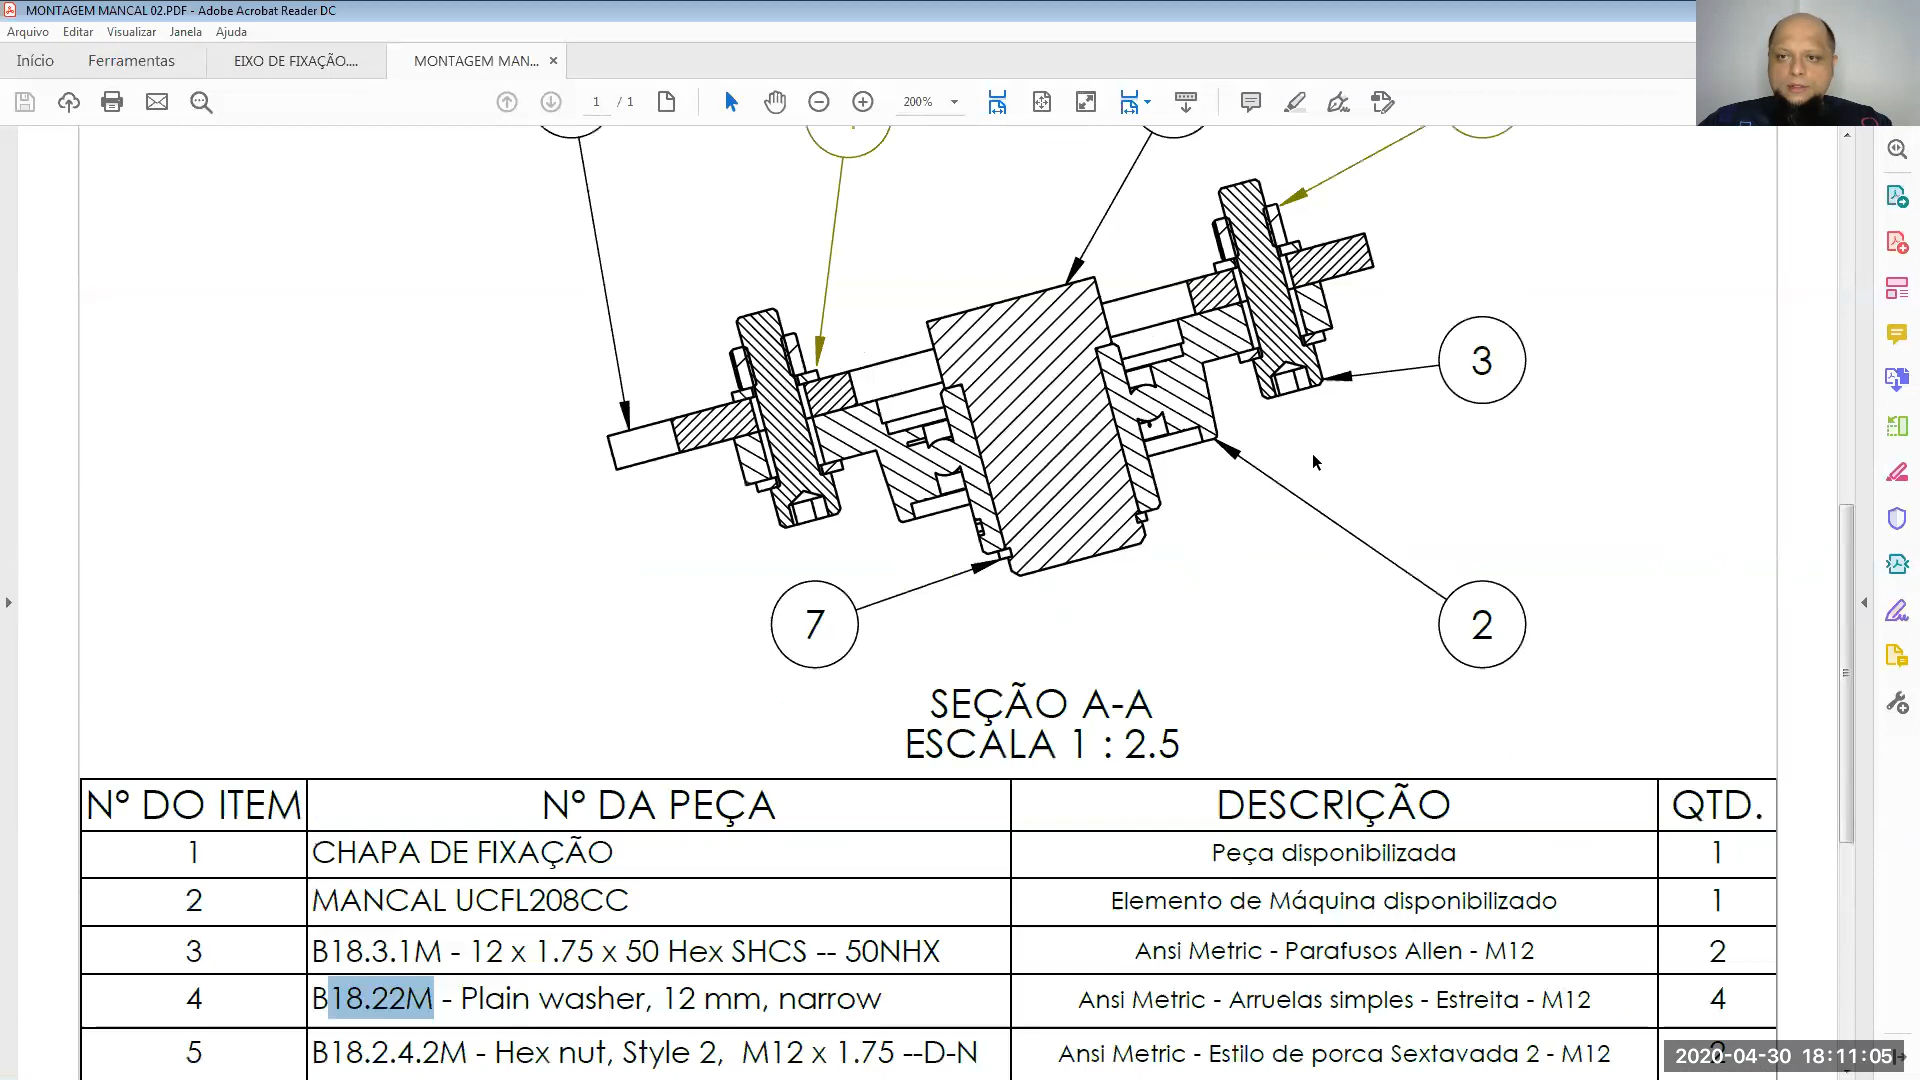 MONTAGEM MANCAL 02.PDF - Adobe Acrobat Reader DC
Arquivo Editar Visualizar Janela Ajuda
Início Ferramentas EIXO DE FIXAÇÃO.... MONTAGEM MAN... ×
1 / 1 200%
3
7
2
SEÇÃO A-A
ESCALA 1 : 2.5
Nº DO ITEM Nº DA PEÇA DESCRIÇÃO QTD.
1 CHAPA DE FIXAÇÃO Peça disponibilizada 1
2 MANCAL UCFL208CC Elemento de Máquina disponibilizado 1
3 B18.3.1M - 12 x 1.75 x 50 Hex SHCS -- 50NHX Ansi Metric - Parafusos Allen - M12 2
4 B18.22M - Plain washer, 12 mm, narrow Ansi Metric - Arruelas simples - Estreita - M12 4
5 B18.2.4.2M - Hex nut, Style 2, M12 x 1.75 --D-N Ansi Metric - Estilo de porca Sextavada 2 - M12
2020-04-30 18:11:05